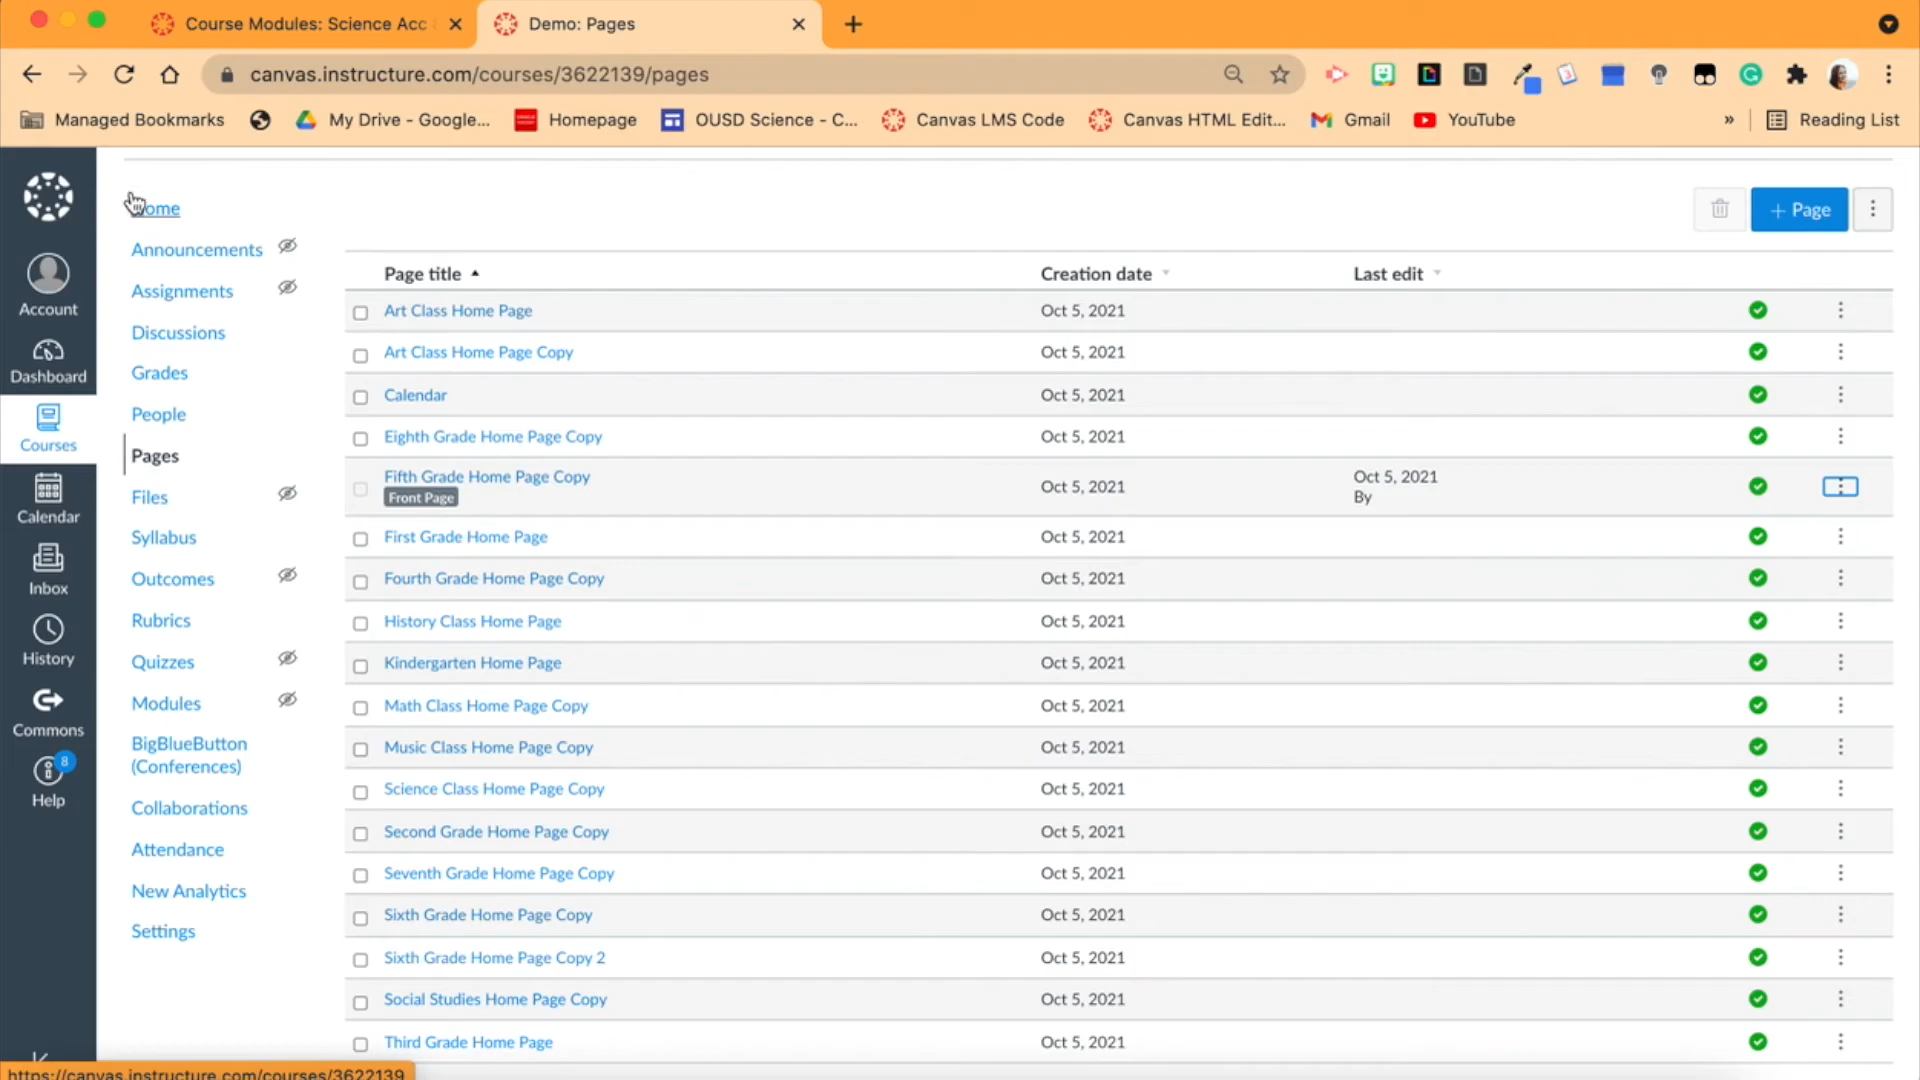 Course Modules: Science Acc
Demo: Pages
canvas.instructure.com/courses/3622139/pages
Managed Bookmarks
My Drive - Google...
Homepage
OUSD Science - C...
Canvas LMS Code
Canvas HTML Edit...
Gmail
YouTube
»
Reading List
Home
+ Page
Announcements
Page title
Creation date
Last edit
Account
Assignments
Art Class Home Page
Oct 5, 2021
Discussions
Art Class Home Page Copy
Oct 5, 2021
Dashboard
Grades
Calendar
Oct 5, 2021
Courses
People
Eighth Grade Home Page Copy
Oct 5, 2021
Pages
Fifth Grade Home Page Copy
Front Page
Oct 5, 2021
Oct 5, 2021
By
Files
Calendar
Syllabus
First Grade Home Page
Oct 5, 2021
Inbox
Outcomes
Fourth Grade Home Page Copy
Oct 5, 2021
Rubrics
History Class Home Page
Oct 5, 2021
History
Quizzes
Kindergarten Home Page
Oct 5, 2021
Modules
Math Class Home Page Copy
Oct 5, 2021
Commons
BigBlueButton
(Conferences)
Music Class Home Page Copy
Oct 5, 2021
8
Help
Science Class Home Page Copy
Oct 5, 2021
Collaborations
Second Grade Home Page Copy
Oct 5, 2021
Attendance
Seventh Grade Home Page Copy
Oct 5, 2021
New Analytics
Sixth Grade Home Page Copy
Oct 5, 2021
Settings
Sixth Grade Home Page Copy 2
Oct 5, 2021
Social Studies Home Page Copy
Oct 5, 2021
Third Grade Home Page
Oct 5, 2021
https://canvas.instructure.com/courses/3622139